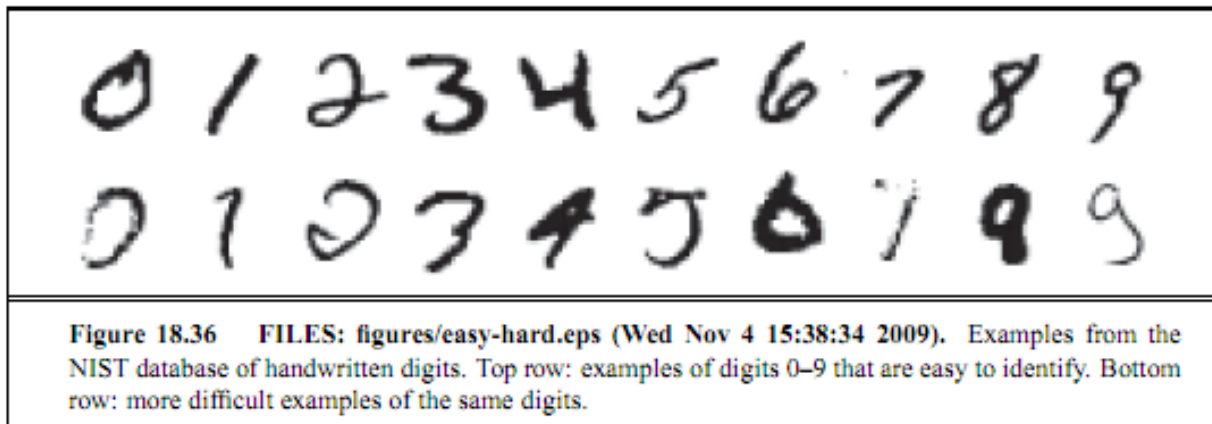 0 1 2 3 4 5 6 7 8 9
0 1 2 3 4 5 6 7 8 9
Figure 18.36 FILES: figures/easy-hard.eps (Wed Nov 4 15:38:34 2009). Examples from the
NIST database of handwritten digits. Top row: examples of digits 0–9 that are easy to identify. Bottom
row: more difficult examples of the same digits.